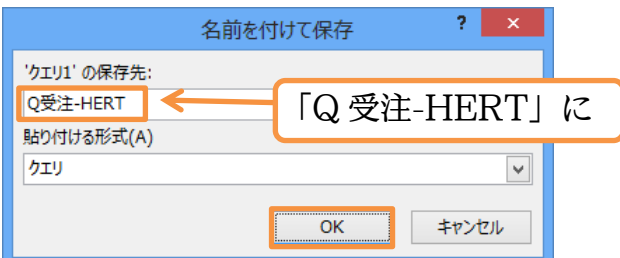 名前を付けて保存
? ×
'クエリ1' の保存先:
Q受注-HERT
「Q 受注-HERT」に
貼り付ける形式(A)
クエリ
OK キャンセル